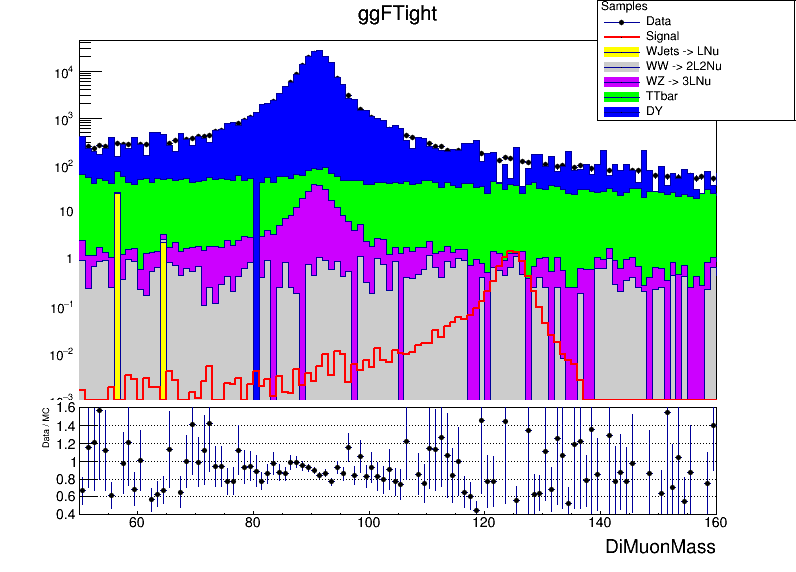 ggFTight
Samples
Data
Signal
WJets -> LNu
WW -> 2L2Nu
WZ -> 3LNu
TTbar
DY
10⁴
10³
10²
10
1
10⁻¹
10⁻²
Data / MC
1.6
1.4
1.2
1
0.8
0.6
0.4
60 80 100 120 140 160
DiMuonMass